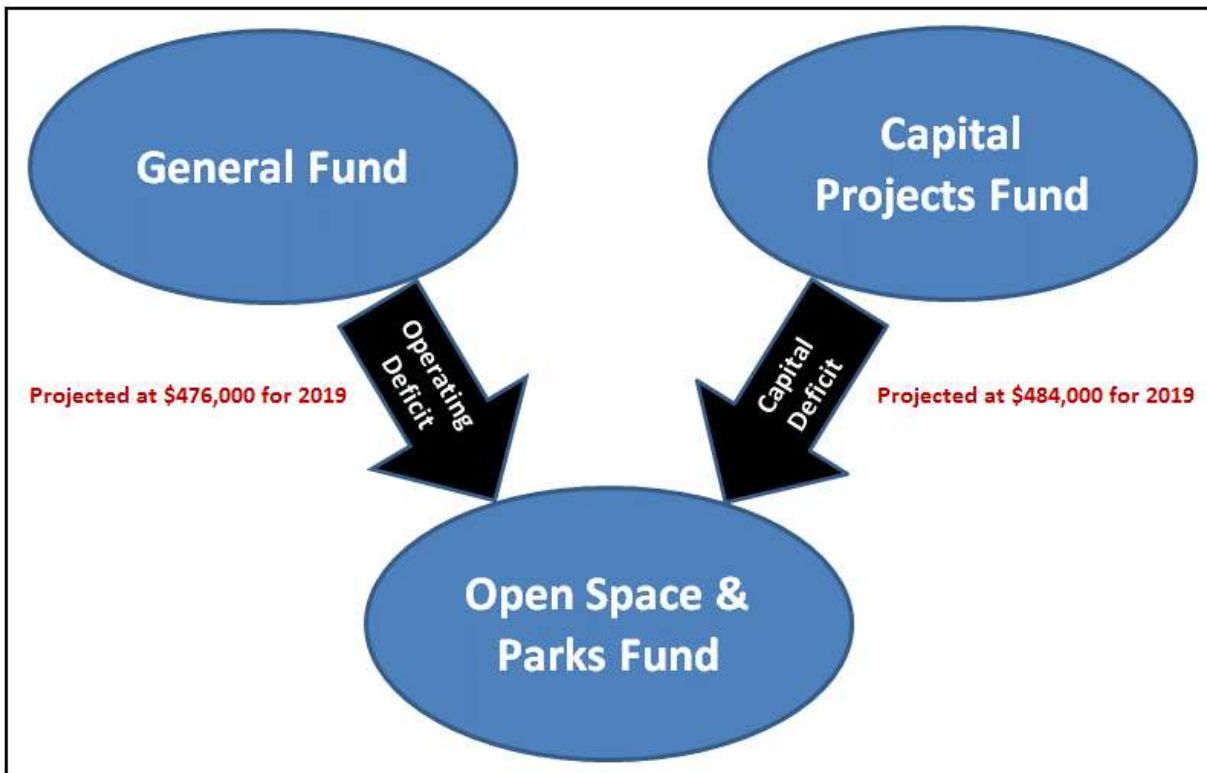 General Fund
Capital
Projects Fund
Operating
Deficit
Capital
Deficit
Projected at $476,000 for 2019
Projected at $484,000 for 2019
Open Space &
Parks Fund